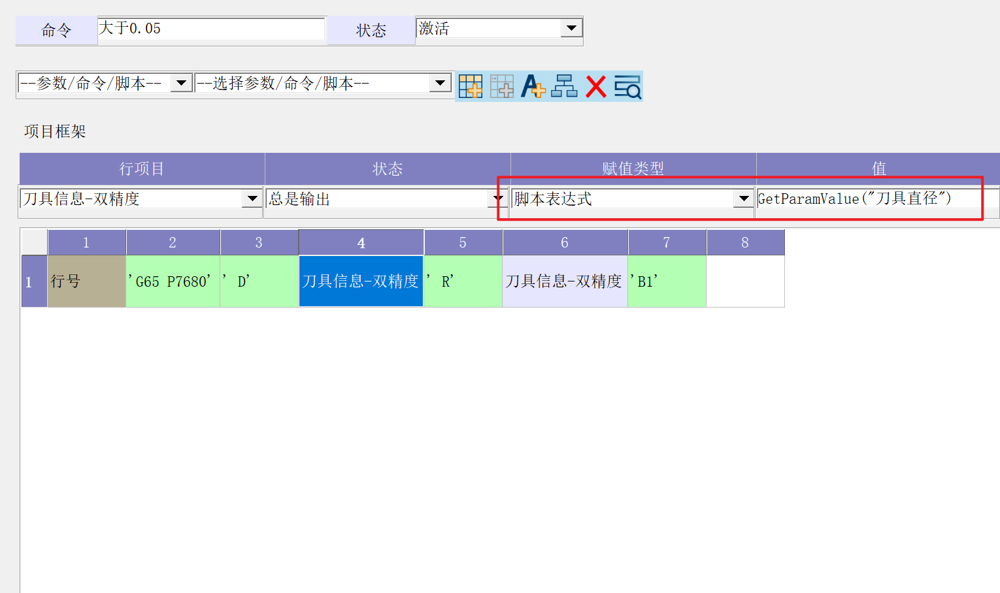 命令 大于0.05 状态 激活
--参数/命令/脚本-- --选择参数/命令/脚本--
项目框架
行项目 状态 赋值类型 值
刀具信息-双精度 总是输出 脚本表达式 GetParamValue("刀具直径")
1 2 3 4 5 6 7 8
1 行号 'G65 P7680' ' D' 刀具信息-双精度 ' R' 刀具信息-双精度 'B1'